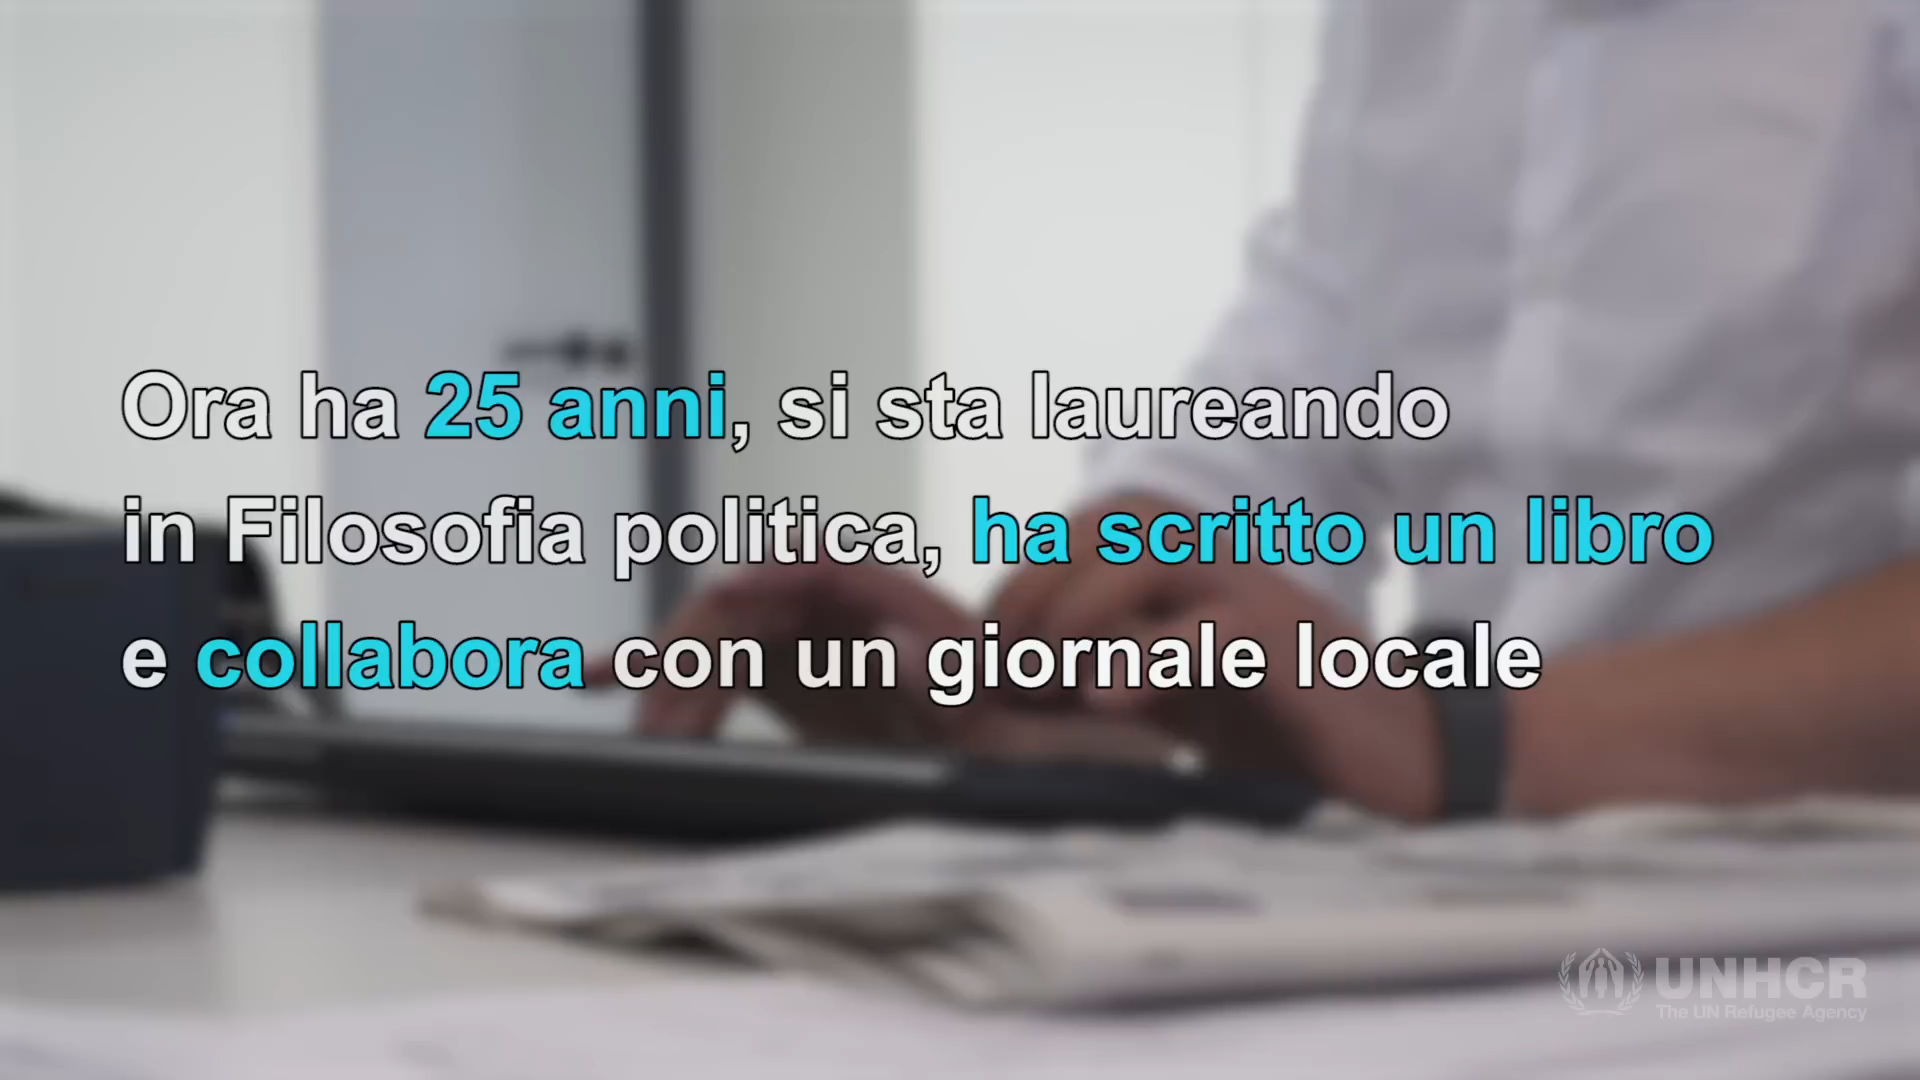 Ora ha 25 anni, si sta laureando
in Filosofia politica, ha scritto un libro
e collabora con un giornale locale
UNHCR
The UN Refugee Agency